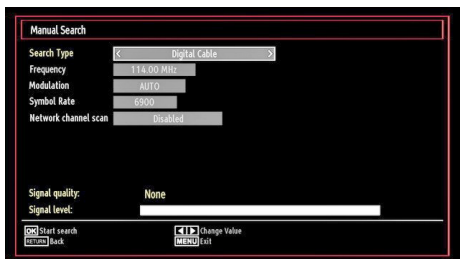 Manual Search
Search Type < Digital Cable >
Frequency 114.00 MHz
Modulation AUTO
Symbol Rate 6900
Network channel scan Disabled
Signal quality: None
Signal level:
OK Start search ◀▶ Change Value
RETURN Back MENU Exit